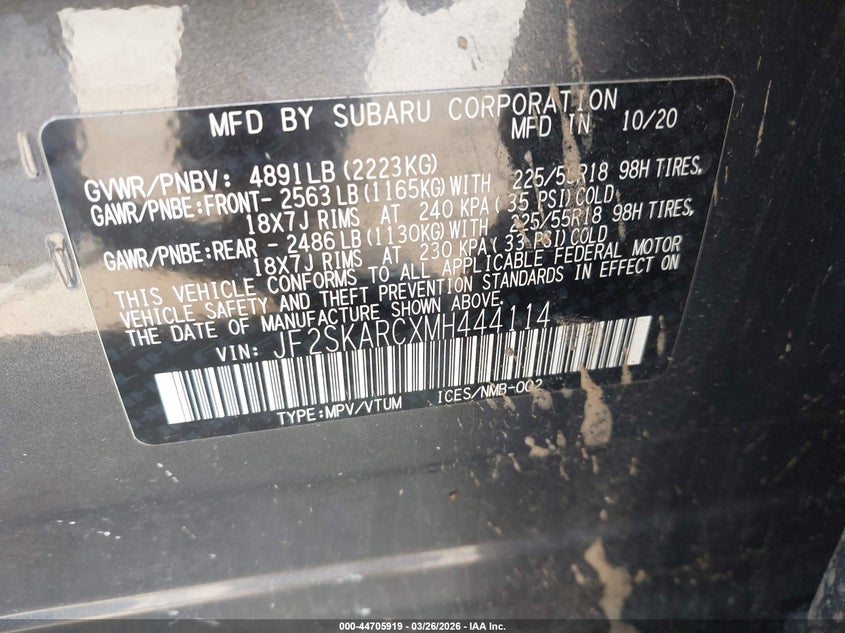 MFD BY SUBARU CORPORATION
MFD IN 10/20
GVWR/PNBV: 4891LB (2223KG)
GAWR/PNBE:FRONT- 2563LB (1165KG) WITH 225/55R18 98H TIRES,
18X7J RIMS AT 240 KPA( 35 PSI) COLD
GAWR/PNBE:REAR - 2486LB (1130KG) WITH 225/55R18 98H TIRES,
18X7J RIMS AT 230 KPA( 33 PSI) COLD
THIS VEHICLE CONFORMS TO ALL APPLICABLE FEDERAL MOTOR
VEHICLE SAFETY AND THEFT PREVENTION STANDARDS IN EFFECT ON
THE DATE OF MANUFACTURE SHOWN ABOVE.
VIN: JF2SKARCXMH444114
TYPE:MPV/VTUM ICES/NMB-002
000-44705919 / 03/26/2026 - IAA Inc.